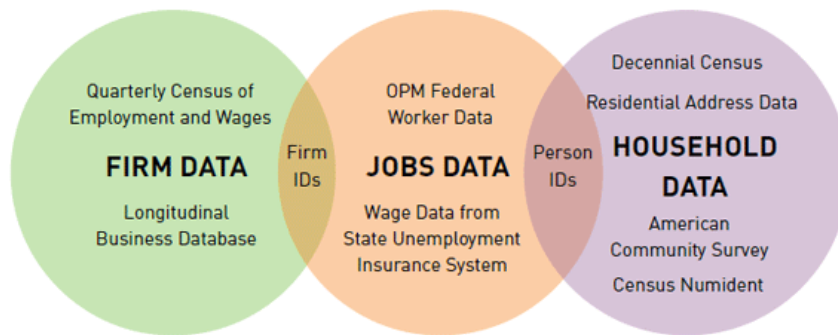 Quarterly Census of
Employment and Wages
FIRM DATA
Longitudinal
Business Database
Firm
IDs
OPM Federal
Worker Data
JOBS DATA
Wage Data from
State Unemployment
Insurance System
Person
IDs
Decennial Census
Residential Address Data
HOUSEHOLD
DATA
American
Community Survey
Census Numident